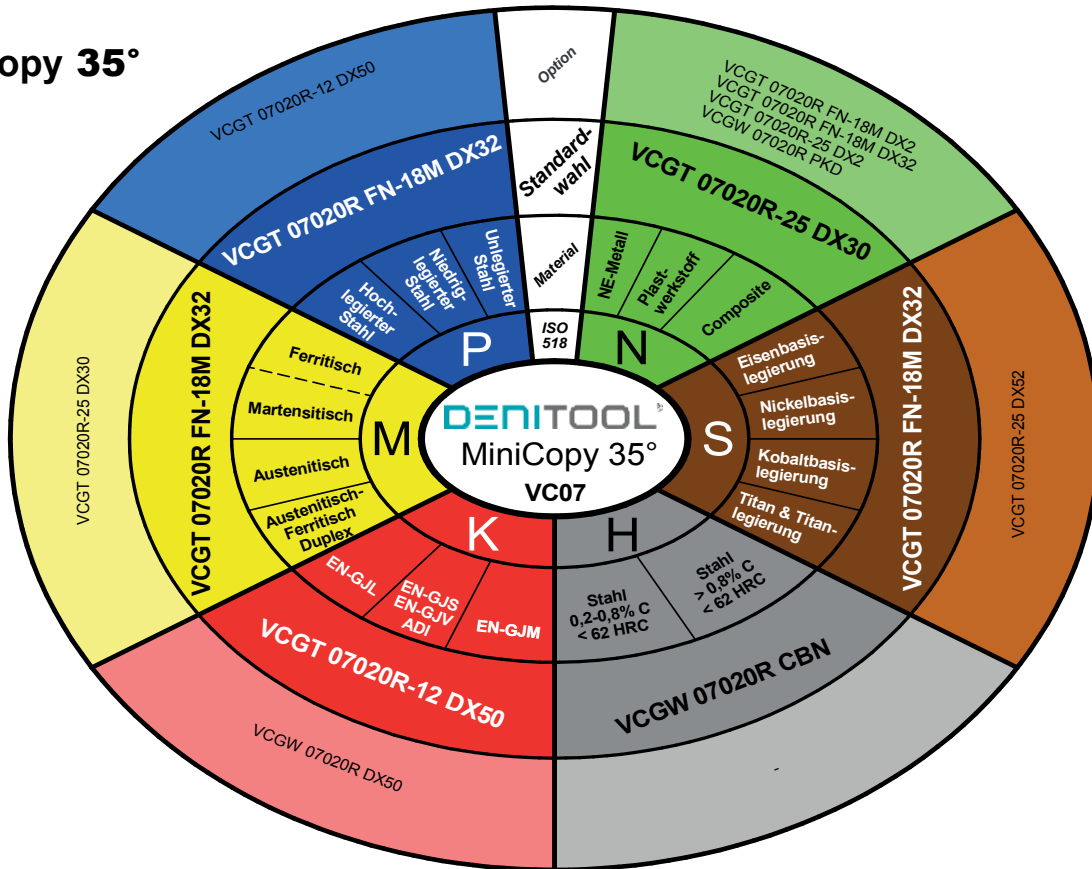 opy 35°
Option
Standard-
wahl
Material
ISO
518
VCGT 07020R-12 DX50
VCGT 07020R FN-18M DX32
Hoch-
legierter
Stahl
Niedrig-
legierter
Stahl
Unlegierter
Stahl
P
VCGT 07020R FN-18M DX2
VCGT 07020R FN-18M DX32
VCGT 07020R-25 DX2
VCGW 07020R PKD
VCGT 07020R-25 DX30
NE-Metall
Plast-
werkstoff
Composite
N
VCGT 07020R-25 DX30
VCGT 07020R FN-18M DX32
Ferritisch
Martensitisch
Austenitisch
Austenitisch-
Ferritisch
Duplex
M
DENITOOL
MiniCopy 35°
VC07
S
Eisenbasis-
legierung
Nickelbasis-
legierung
Kobaltbasis-
legierung
Titan & Titan-
legierung
VCGT 07020R FN-18M DX32
VCGT 07020R-25 DX52
K
EN-GJL
EN-GJS
EN-GJV
ADI
EN-GJM
VCGT 07020R-12 DX50
VCGW 07020R DX50
H
Stahl
0,2-0,8% C
< 62 HRC
Stahl
> 0,8% C
< 62 HRC
VCGW 07020R CBN
-